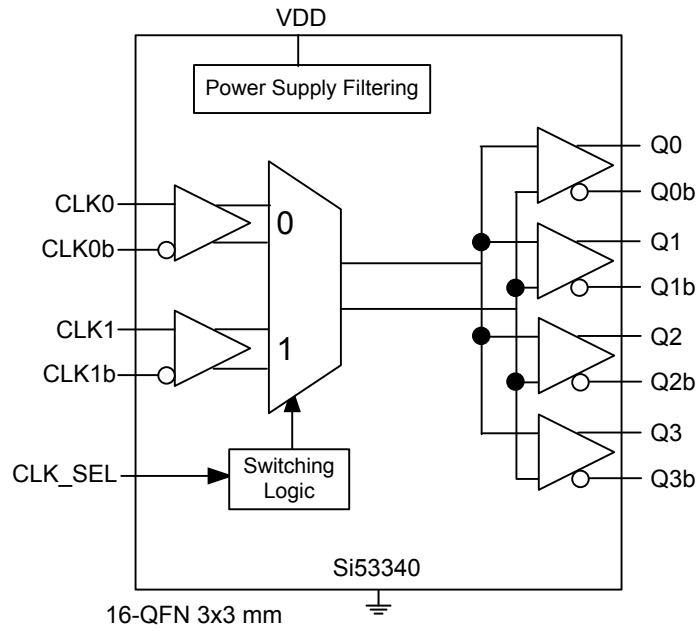 VDD
Power Supply Filtering
CLK0
CLK0b
CLK1
CLK1b
0
1
CLK_SEL
Switching
Logic
Q0
Q0b
Q1
Q1b
Q2
Q2b
Q3
Q3b
Si53340
16-QFN 3x3 mm